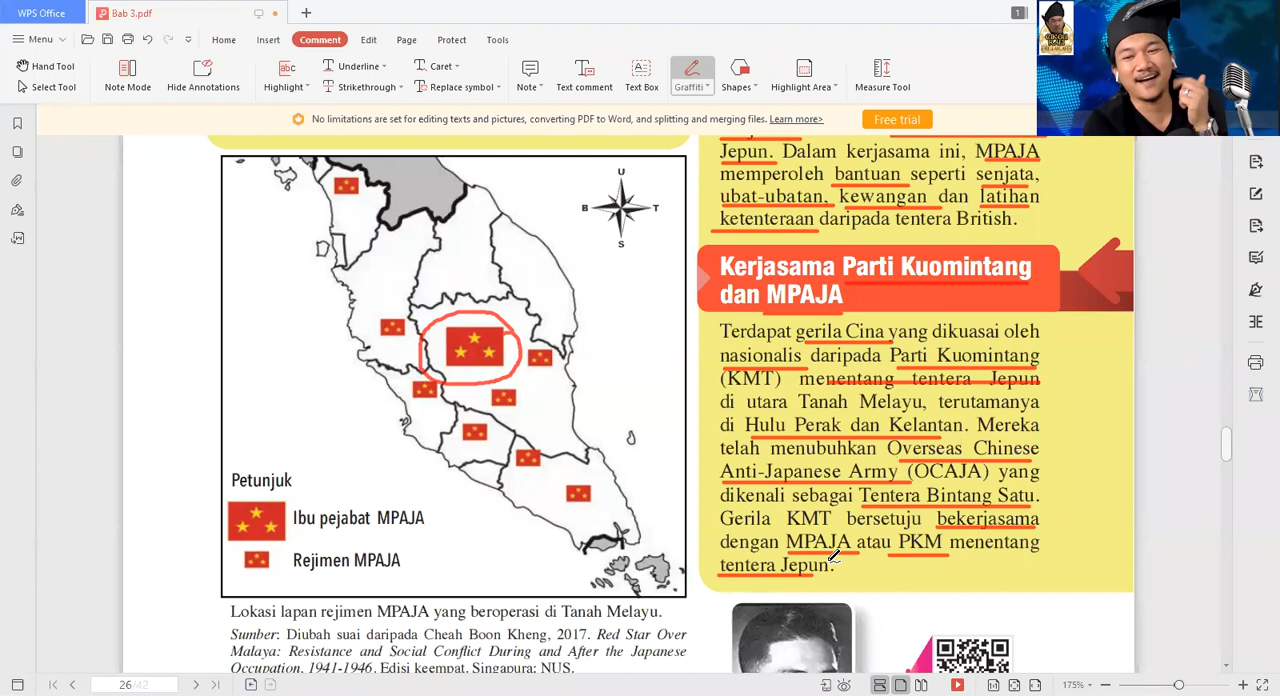 WPS Office
Bab 3.pdf
1
Menu
Home
Insert
Comment
Edit
Page
Protect
Tools
Hand Tool
Select Tool
Note Mode
Hide Annotations
Highlight
Underline
Strikethrough
Caret
Replace symbol
Note
Text comment
Text Box
Graffiti
Shapes
Highlight Area
Measure Tool
No limitations are set for editing texts and pictures, converting PDF to Word, and splitting and merging files. Learn more>
Free trial
U
B
T
S
Petunjuk
Ibu pejabat MPAJA
Rejimen MPAJA
Lokasi lapan rejimen MPAJA yang beroperasi di Tanah Melayu.
Sumber: Diubah suai daripada Cheah Boon Kheng, 2017. Red Star Over
Malaya: Resistance and Social Conflict During and After the Japanese
Occupation, 1941-1946. Edisi keempat. Singapura: NUS.
Jepun. Dalam kerjasama ini, MPAJA
memperoleh bantuan seperti senjata,
ubat-ubatan, kewangan dan latihan
ketenteraan daripada tentera British.
Kerjasama Parti Kuomintang
dan MPAJA
Terdapat gerila Cina yang dikuasai oleh
nasionalis daripada Parti Kuomintang
(KMT) menentang tentera Jepun
di utara Tanah Melayu, terutamanya
di Hulu Perak dan Kelantan. Mereka
telah menubuhkan Overseas Chinese
Anti-Japanese Army (OCAJA) yang
dikenali sebagai Tentera Bintang Satu.
Gerila KMT bersetuju bekerjasama
dengan MPAJA atau PKM menentang
tentera Jepun.
26/42
175%